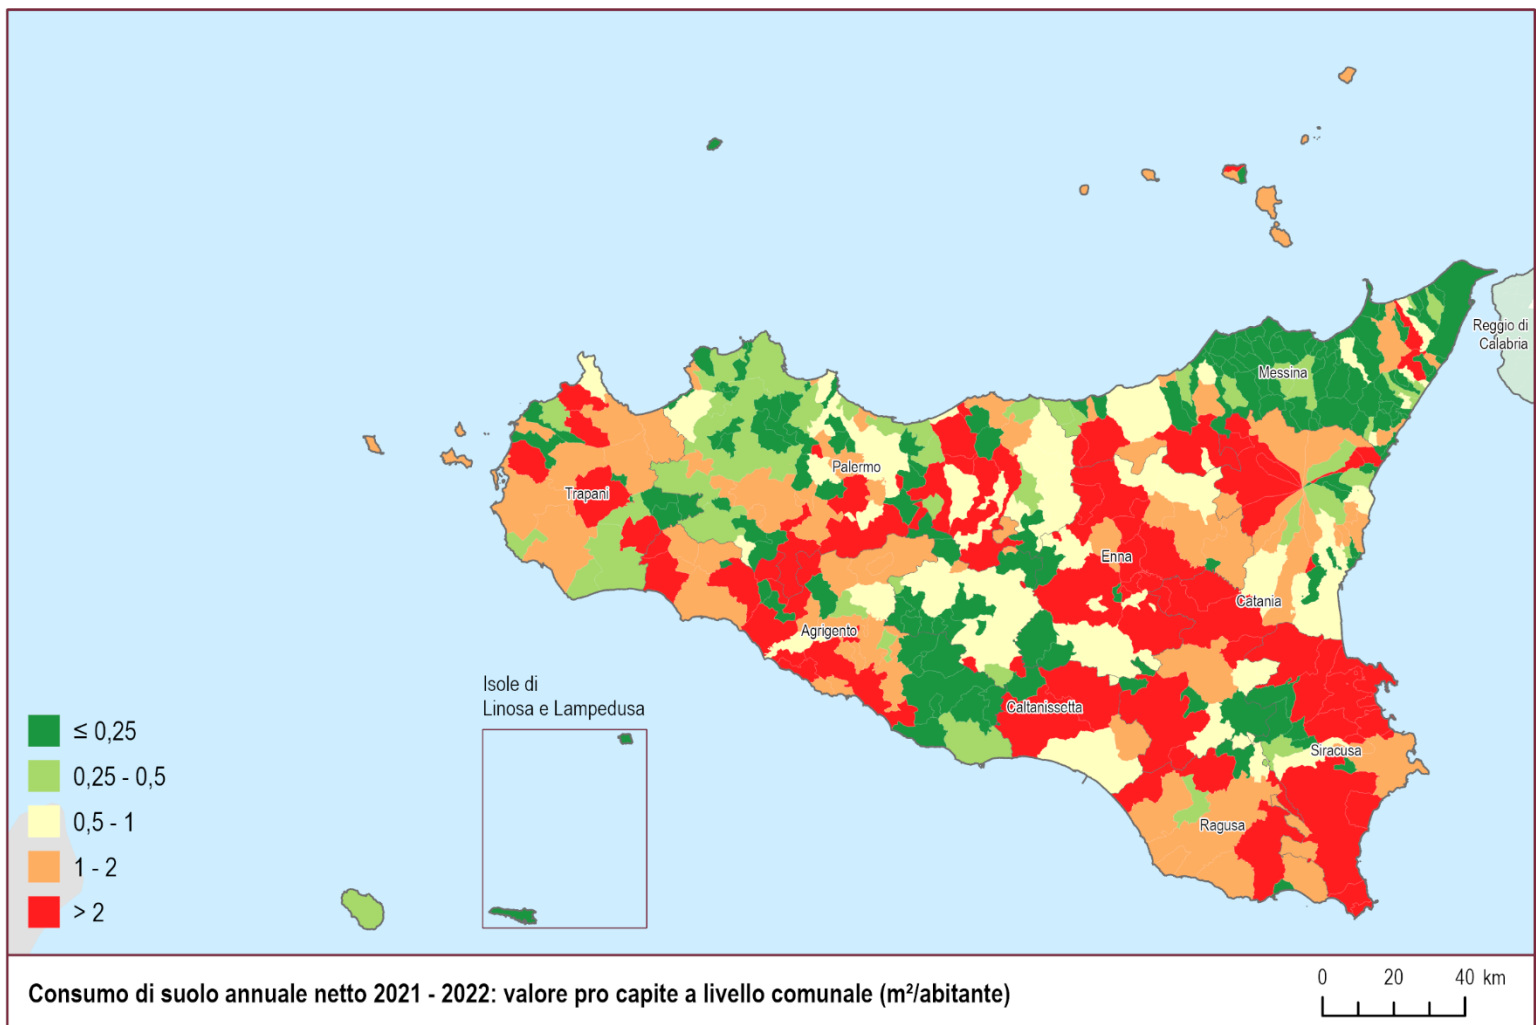 Reggio di
Calabria
Messina
Palermo
Trapani
Enna
Catania
Agrigento
Isole di
Linosa e Lampedusa
Caltanissetta
Siracusa
Ragusa
≤ 0,25
0,25 - 0,5
0,5 - 1
1 - 2
> 2
0 20 40 km
Consumo di suolo annuale netto 2021 - 2022: valore pro capite a livello comunale (m²/abitante)